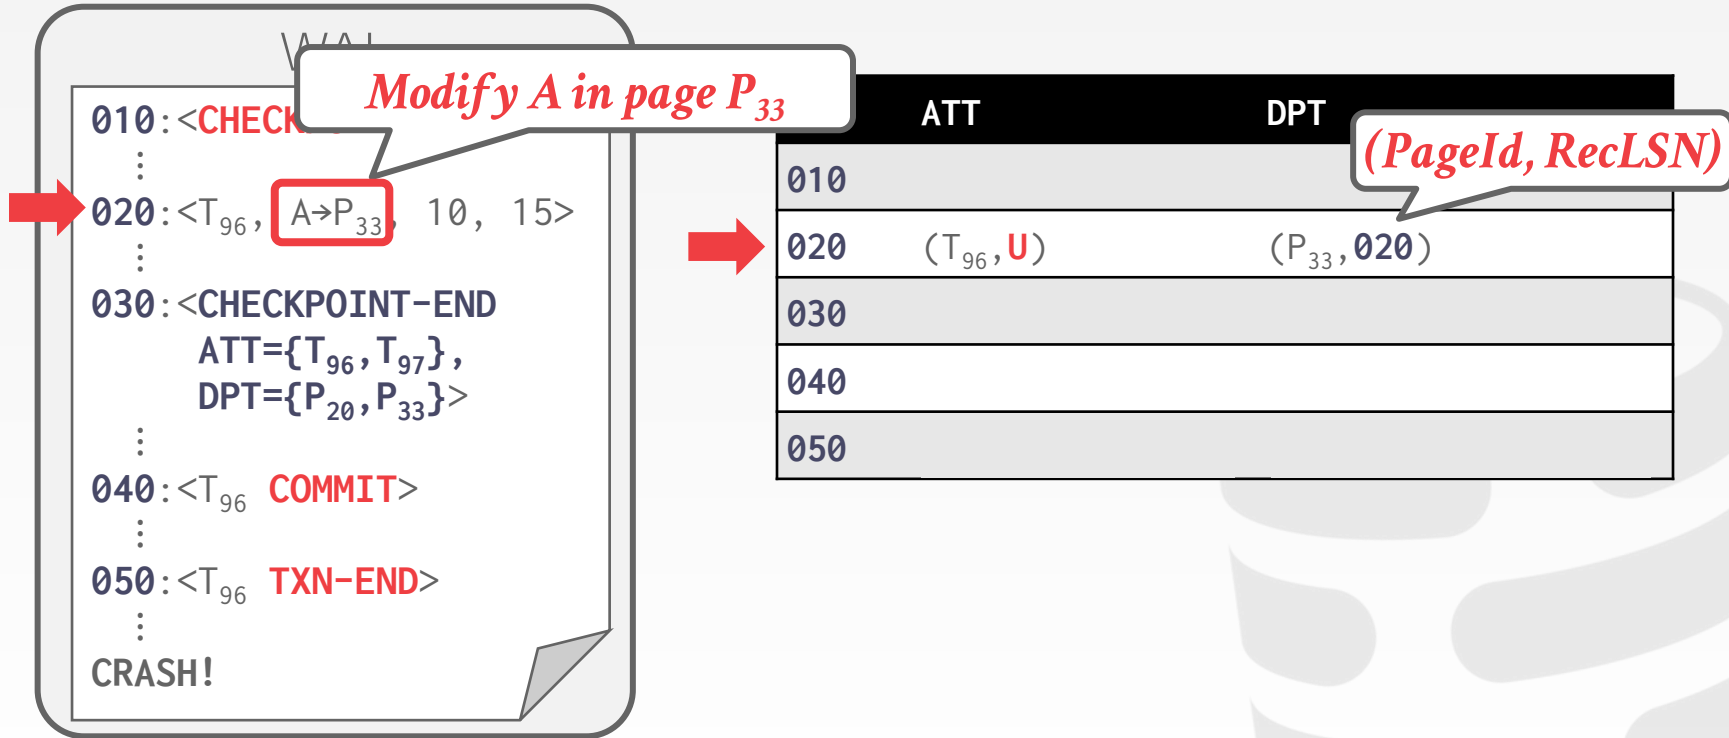 WAL
Modify A in page P33
010:<CHECK
⋮
020:<T96, A→P33, 10, 15>
⋮
030:<CHECKPOINT-END
ATT={T96,T97},
DPT={P20,P33}>
⋮
040:<T96 COMMIT>
⋮
050:<T96 TXN-END>
⋮
CRASH!
ATT DPT
(PageId, RecLSN)
010
020 (T96,U) (P33,020)
030
040
050